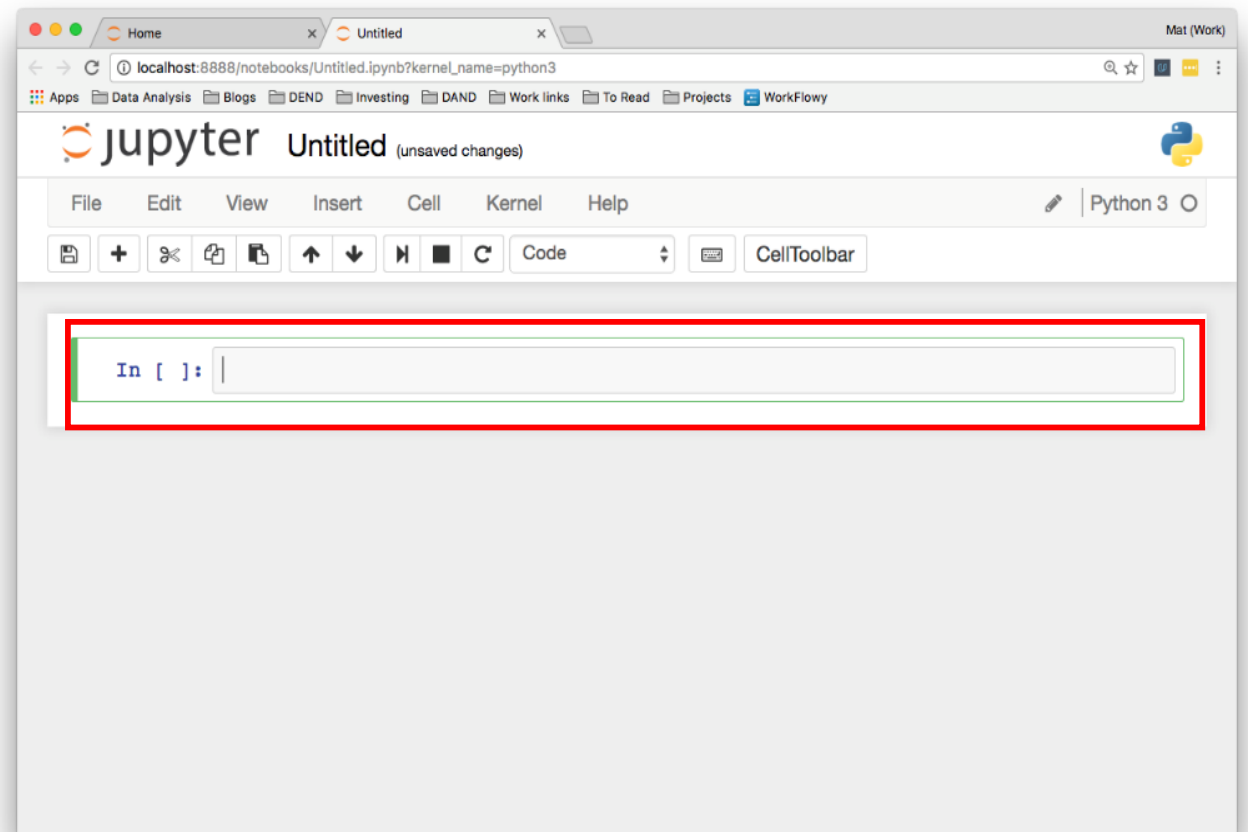 Home
Untitled
Mat (Work)
localhost:8888/notebooks/Untitled.ipynb?kernel_name=python3
Apps Data Analysis Blogs DEND Investing DAND Work links To Read Projects WorkFlowy
jupyter Untitled (unsaved changes)
File Edit View Insert Cell Kernel Help Python 3
Code CellToolbar
In [ ]: